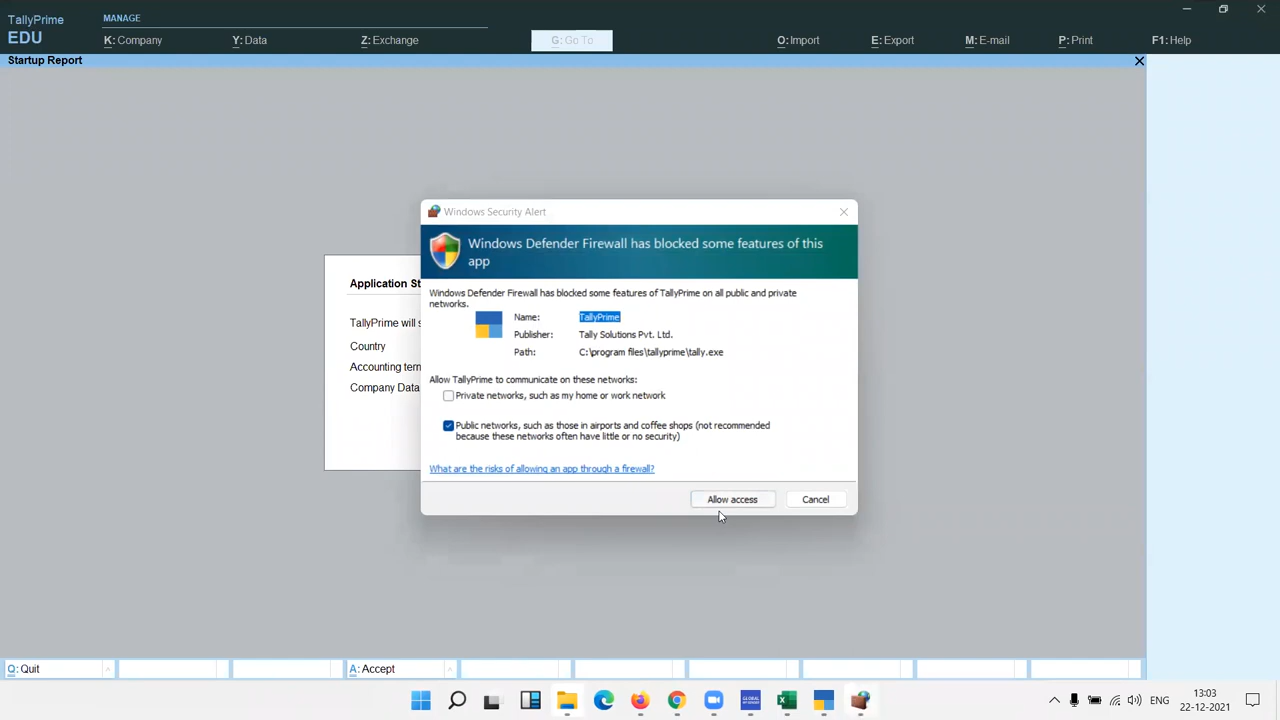 TallyPrime
EDU
MANAGE
K: Company
Y: Data
Z: Exchange
G: Go To
O: Import
E: Export
M: E-mail
P: Print
F1: Help
Startup Report
Windows Security Alert
Windows Defender Firewall has blocked some features of this
app
Windows Defender Firewall has blocked some features of TallyPrime on all public and private
networks.
Name: TallyPrime
Publisher: Tally Solutions Pvt. Ltd.
Path: C:\program files\tallyprime\tally.exe
Allow TallyPrime to communicate on these networks:
Private networks, such as my home or work network
Public networks, such as those in airports and coffee shops (not recommended
because these networks often have little or no security)
What are the risks of allowing an app through a firewall?
Allow access
Cancel
Application St
TallyPrime will s
Country
Accounting term
Company Data
Q: Quit
A: Accept
GLOBAL
ENG
13:03
22-12-2021